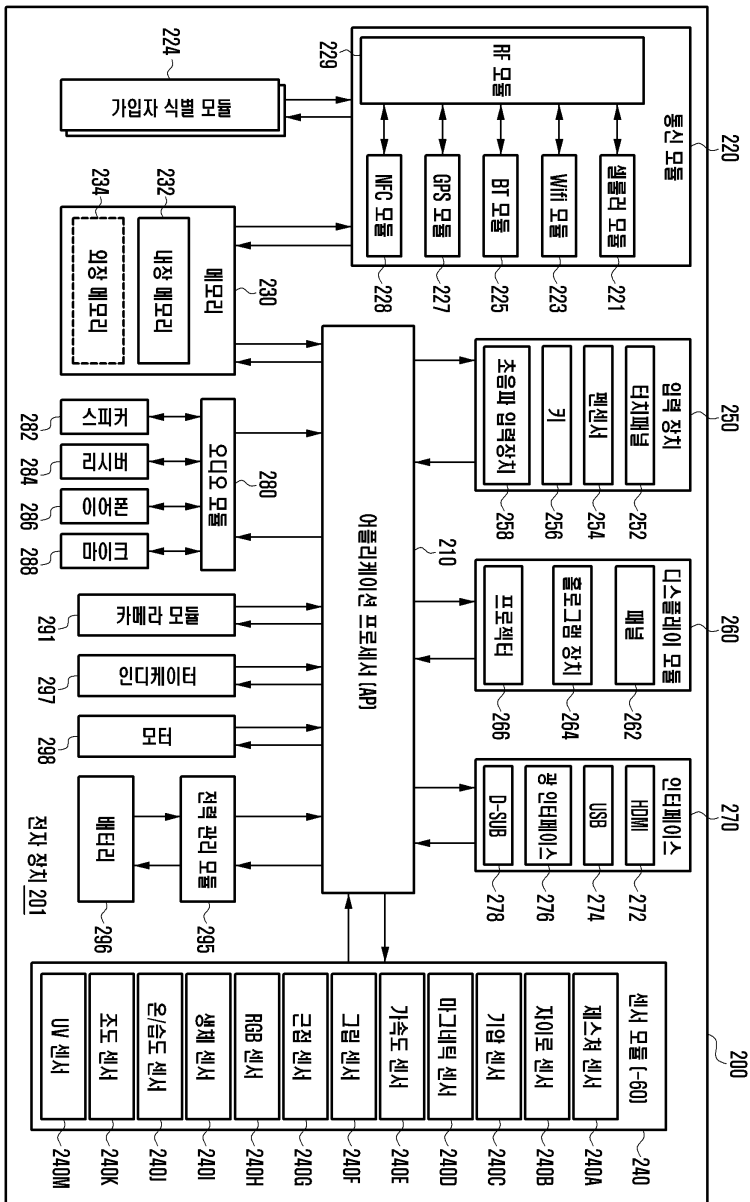 200
전자 장치 201
통신 모듈
220
셀룰러 모듈
221
Wifi 모듈
223
BT 모듈
225
GPS 모듈
227
NFC 모듈
228
RF 모듈
229
가입자 식별 모듈
224
메모리
230
내장 메모리
232
외장 메모리
234
어플리케이션 프로세서 (AP)
210
입력 장치
250
터치패널
252
펜센서
254
키
256
초음파 입력장치
258
디스플레이 모듈
260
패널
262
홀로그램 장치
264
프로젝터
266
인터페이스
270
HDMI
272
USB
274
광 인터페이스
276
D-SUB
278
오디오 모듈
280
스피커
282
리시버
284
이어폰
286
마이크
288
카메라 모듈
291
인디케이터
297
모터
298
전력 관리 모듈
295
배터리
296
센서 모듈 (-60)
240
제스쳐 센서
240A
자이로 센서
240B
기압 센서
240C
마그네틱 센서
240D
가속도 센서
240E
그립 센서
240F
근접 센서
240G
RGB 센서
240H
생체 센서
240I
온/습도 센서
240J
조도 센서
240K
UV 센서
240M